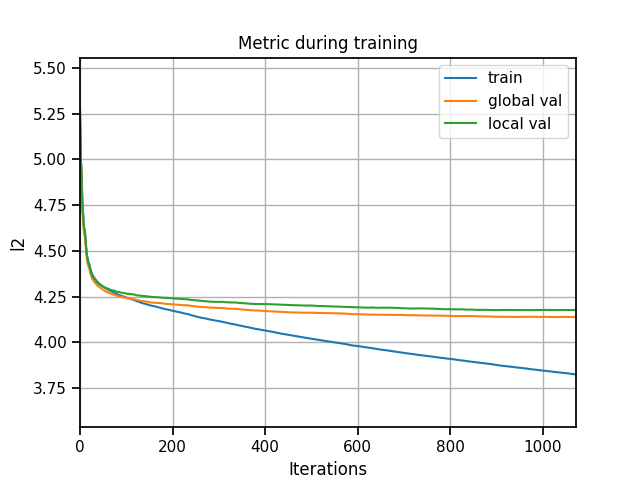 Metric during training
5.50
5.25
5.00
4.75
4.50
4.25
4.00
3.75
l2
train
global val
local val
0 200 400 600 800 1000
Iterations